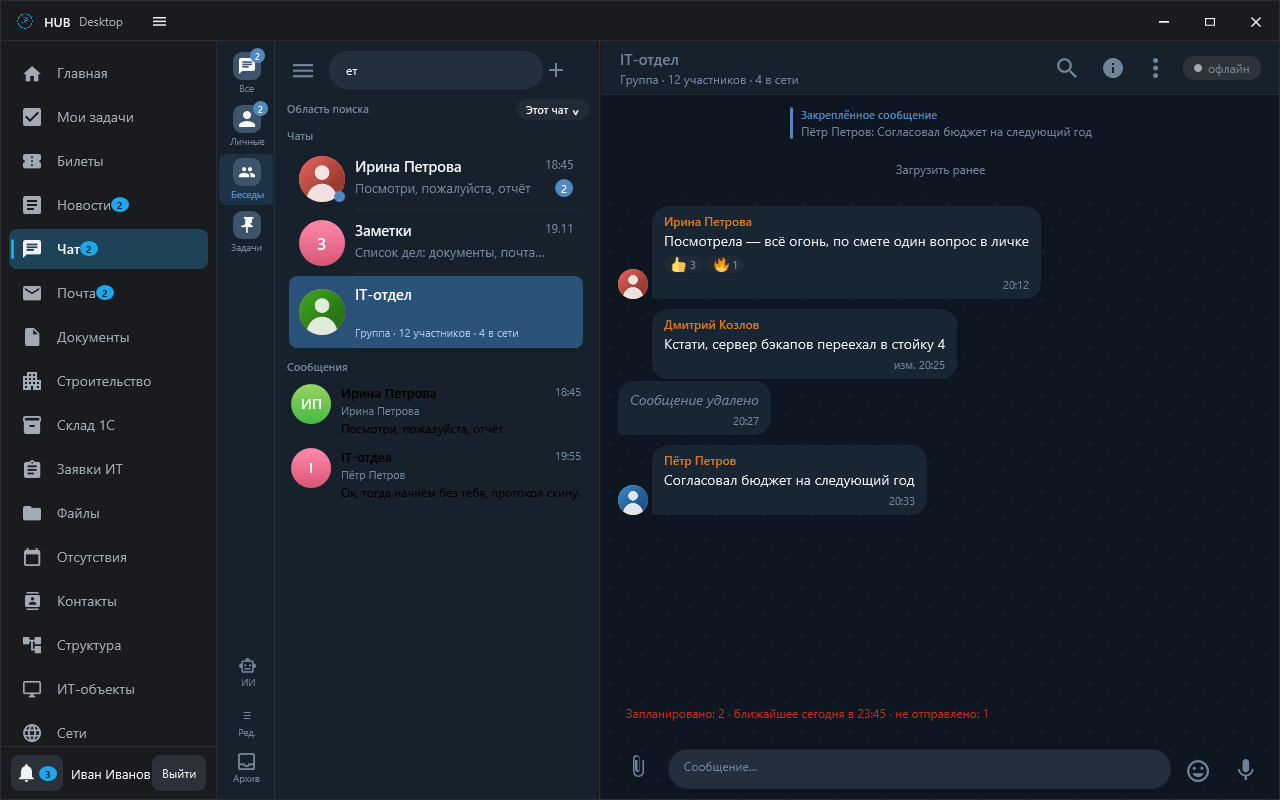 HUB Desktop
Главная
Мои задачи
Билеты
Новости 2
Чат 2
Почта 2
Документы
Строительство
Склад 1С
Заявки ИТ
Файлы
Отсутствия
Контакты
Структура
ИТ-объекты
Сети
3 Иван Иванов Выйти
2
Все
2
Личные
Беседы
Задачи
ИИ
Ред.
Архив
ет
Область поиска Этот чат
Чаты
Ирина Петрова 18:45
Посмотри, пожалуйста, отчёт 2
З Заметки 19.11
Список дел: документы, почта...
IT-отдел
Группа · 12 участников · 4 в сети
Сообщения
ИП Ирина Петрова 18:45
Ирина Петрова
Посмотри, пожалуйста, отчёт
I IT-отдел 19:55
Пётр Петров
Ок, тогда начнём без тебя, протокол скину.
IT-отдел
Группа · 12 участников · 4 в сети
офлайн
Закреплённое сообщение
Пётр Петров: Согласовал бюджет на следующий год
Загрузить ранее
Ирина Петрова
Посмотрела — всё огонь, по смете один вопрос в личке
3 1
20:12
Дмитрий Козлов
Кстати, сервер бэкапов переехал в стойку 4
изм. 20:25
Сообщение удалено
20:27
Пётр Петров
Согласовал бюджет на следующий год
20:33
Запланировано: 2 · ближайшее сегодня в 23:45 · не отправлено: 1
Сообщение...